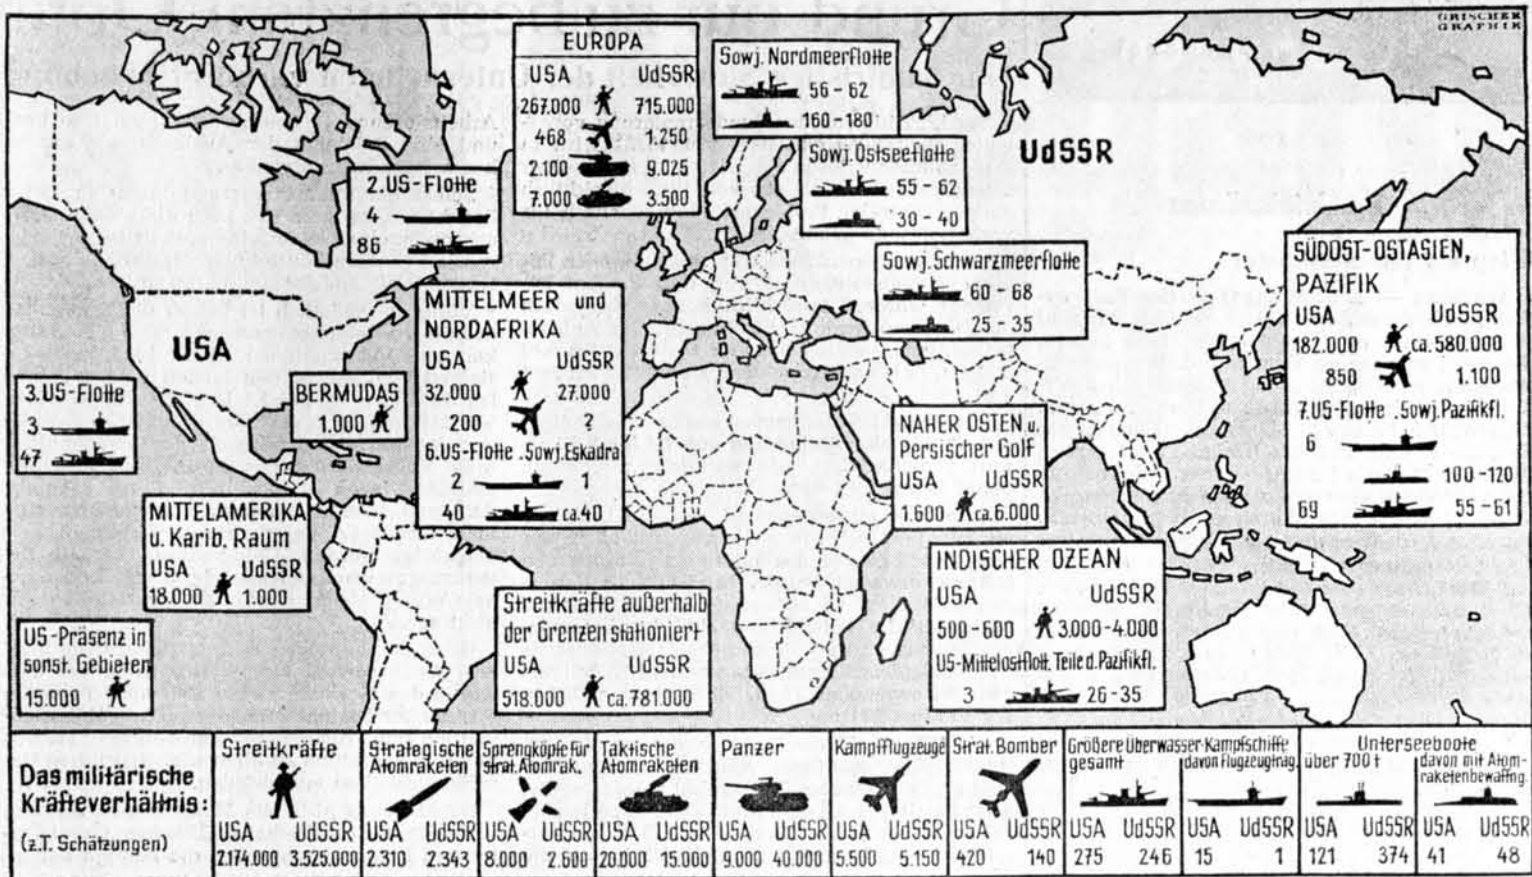 GRISCHER
GRAPHIK
EUROPA
USA UdSSR
267.000 715.000
468 1.250
2.100 9.025
7.000 3.500
Sowj. Nordmeerflotte
56-62
160-180
Sowj. Ostseeflotte
55-62
30-40
UdSSR
2.US-Flotte
4
86
Sowj. Schwarzmeerflotte
60-68
25-35
SÜDOST-OSTASIEN,
PAZIFIK
USA UdSSR
182.000 ca. 580.000
850 1.100
7.US-Flotte .Sowj.Pazifikfl.
6
100-120
69 55-61
USA
MITTELMEER und
NORDAFRIKA
USA UdSSR
32.000 27.000
200 ?
6.US-Flotte .Sowj.Eskadra
2 1
40 ca.40
3.US-Flotte
3
47
BERMUDAS
1.000
NAHER OSTEN u.
Persischer Golf
USA UdSSR
1.600 ca.6.000
MITTELAMERIKA
u. Karib. Raum
USA UdSSR
18.000 1.000
INDISCHER OZEAN
USA UdSSR
500-600 3.000-4.000
US-Mittelostflott. Teile d.Pazifikfl.
3 26-35
Streitkräfte außerhalb
der Grenzen stationiert
USA UdSSR
518.000 ca.781.000
US-Präsenz in
sonst. Gebieten
15.000
Das militärische
Kräfteverhältnis:
(z.T. Schätzungen)
Streitkräfte
USA UdSSR
2.174.000 3.525.000
Strategische
Atomraketen
USA UdSSR
2.310 2.343
Sprengköpfe für
strat. Atomrak.
USA UdSSR
8.000 2.600
Taktische
Atomraketen
USA UdSSR
20.000 15.000
Panzer
USA UdSSR
9.000 40.000
Kampfflugzeuge
USA UdSSR
5.500 5.150
Strat. Bomber
USA UdSSR
420 140
Größere Überwasser-Kampfschiffe
gesamt davon Flugzeugträg.
USA UdSSR USA UdSSR
275 246 15 1
Unterseeboote
über 700 t davon mit Atom-
raketenbewaffng.
USA UdSSR USA UdSSR
121 374 41 48